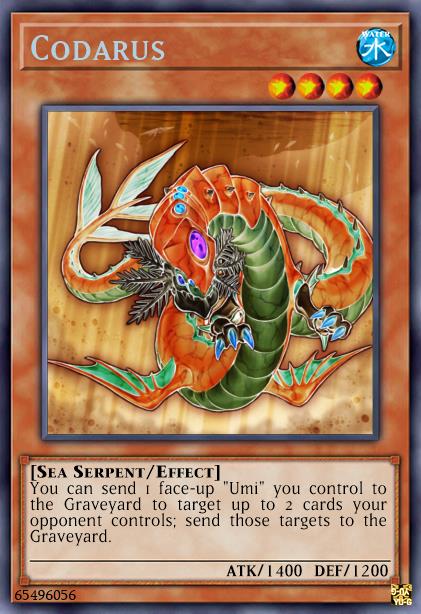 CODARUS
WATER
水
[SEA SERPENT/EFFECT]
You can send 1 face-up "Umi" you control to
the Graveyard to target up to 2 cards your
opponent controls; send those targets to the
Graveyard.
ATK/1400 DEF/1200
65496056